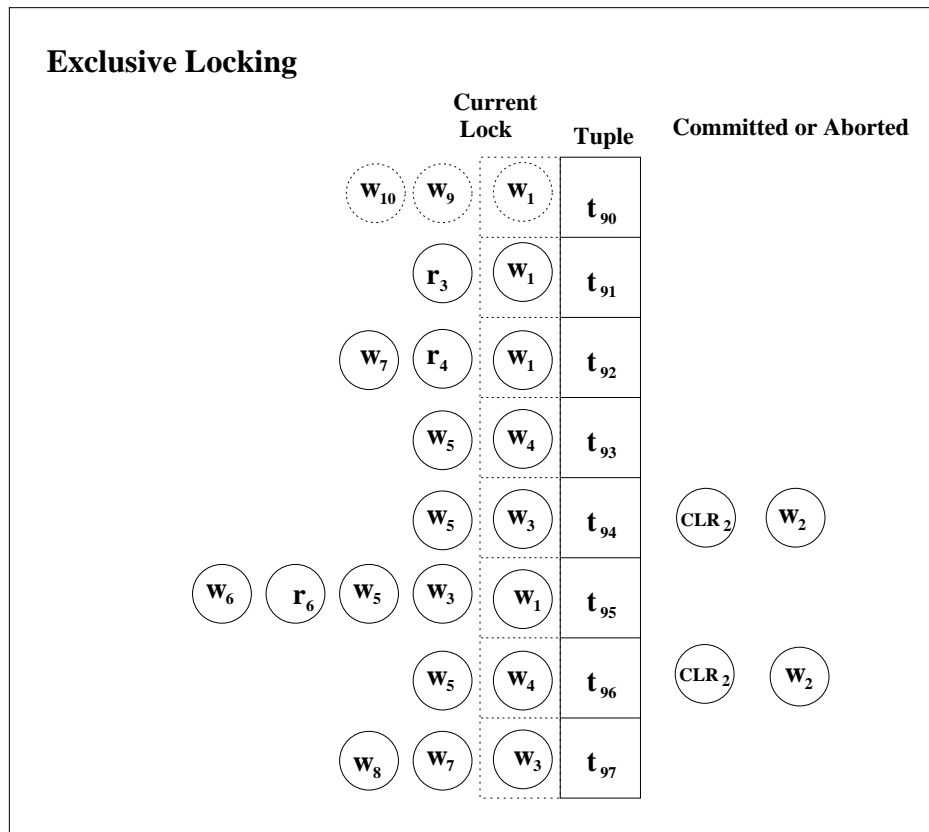 Exclusive Locking
Current
Lock
Tuple
Committed or Aborted
w10 w9 w1 t90
r3 w1 t91
w7 r4 w1 t92
w5 w4 t93
w5 w3 t94 CLR2 w2
w6 r6 w5 w3 w1 t95
w5 w4 t96 CLR2 w2
w8 w7 w3 t97